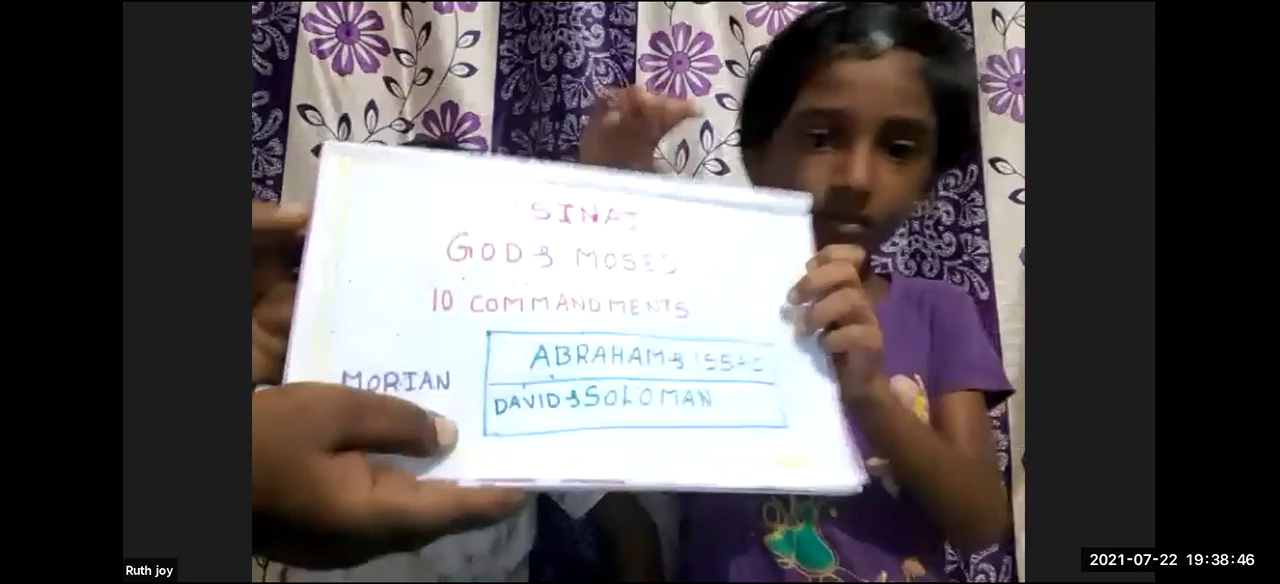 SINAI
GOD & MOSES
10 COMMANDMENTS
ABRAHAM & ISSAC
MORIAN
DAVID & SOLOMAN
Ruth joy
2021-07-22 19:38:46